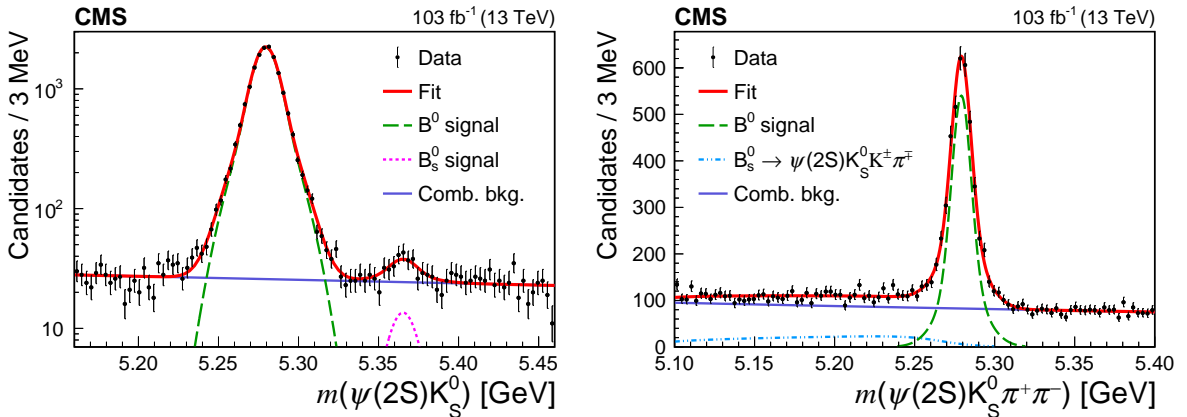 CMS 103 fb⁻¹ (13 TeV)
Candidates / 3 MeV
10³
10²
10
Data
Fit
B⁰ signal
B⁰ₛ signal
Comb. bkg.
5.20 5.25 5.30 5.35 5.40 5.45
m(ψ(2S)K⁰_S) [GeV]
CMS 103 fb⁻¹ (13 TeV)
Candidates / 3 MeV
600
500
400
300
200
100
0
Data
Fit
B⁰ signal
B⁰ₛ → ψ(2S)K⁰_S K^±π^∓
Comb. bkg.
5.10 5.15 5.20 5.25 5.30 5.35 5.40
m(ψ(2S)K⁰_S π⁺π⁻) [GeV]